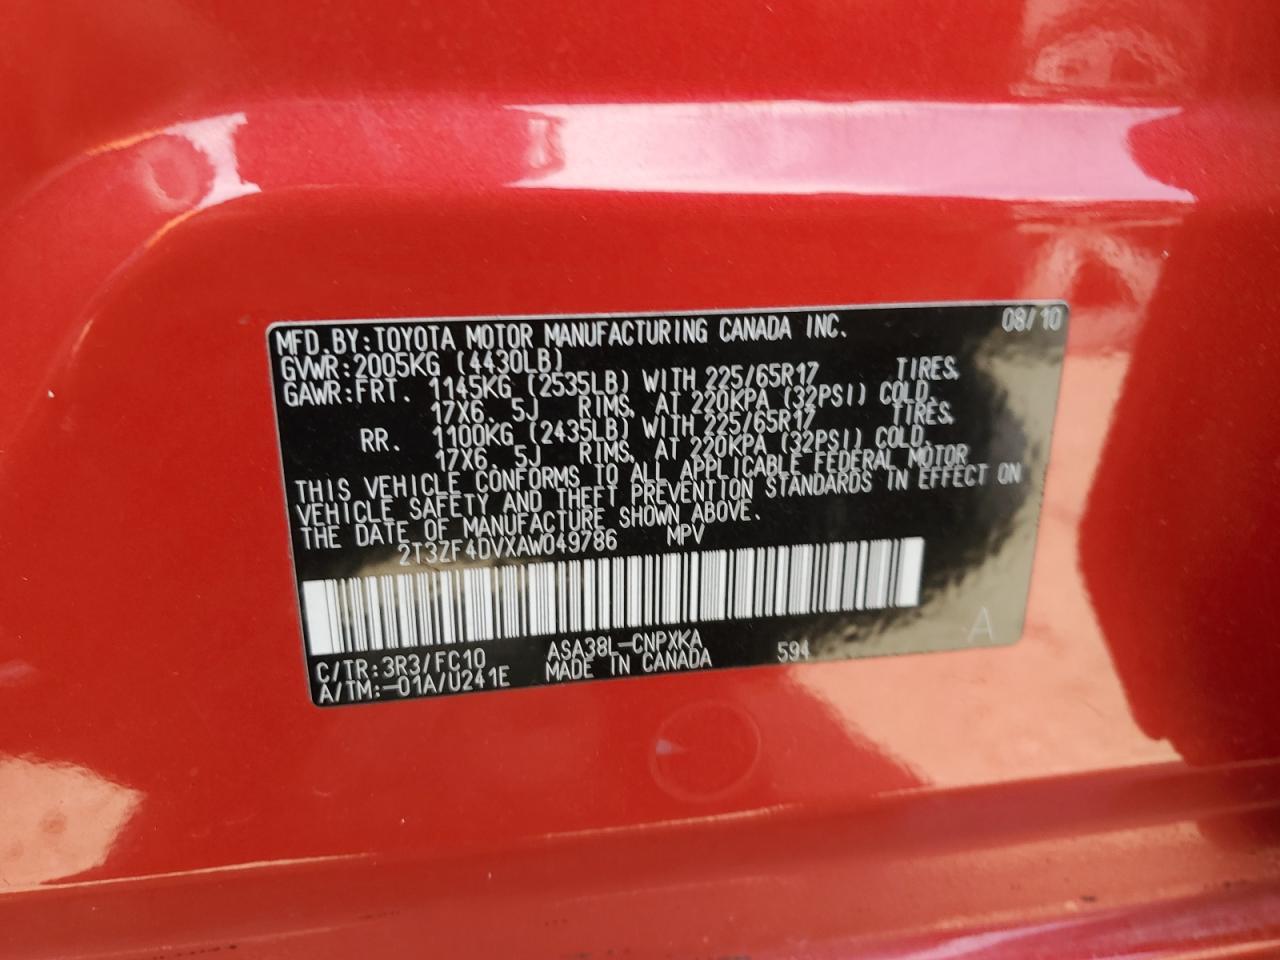 MFD. BY: TOYOTA MOTOR MANUFACTURING CANADA INC. 08/10
GVWR: 2005KG (4430LB)
GAWR: FRT. 1145KG (2535LB) WITH 225/65R17 TIRES,
17X6. 5J RIMS, AT 220KPA (32PSI) COLD.
RR. 1100KG (2435LB) WITH 225/65R17 TIRES,
17X6. 5J RIMS, AT 220KPA (32PSI) COLD.
THIS VEHICLE CONFORMS TO ALL APPLICABLE FEDERAL MOTOR
VEHICLE SAFETY AND THEFT PREVENTION STANDARDS IN EFFECT ON
THE DATE OF MANUFACTURE SHOWN ABOVE.
2T3ZF4DVXAW049786 MPV
C/TR: 3R3/FC10 ASA38L-CNPXKA 594
A/TM: -01A/U241E MADE IN CANADA
A